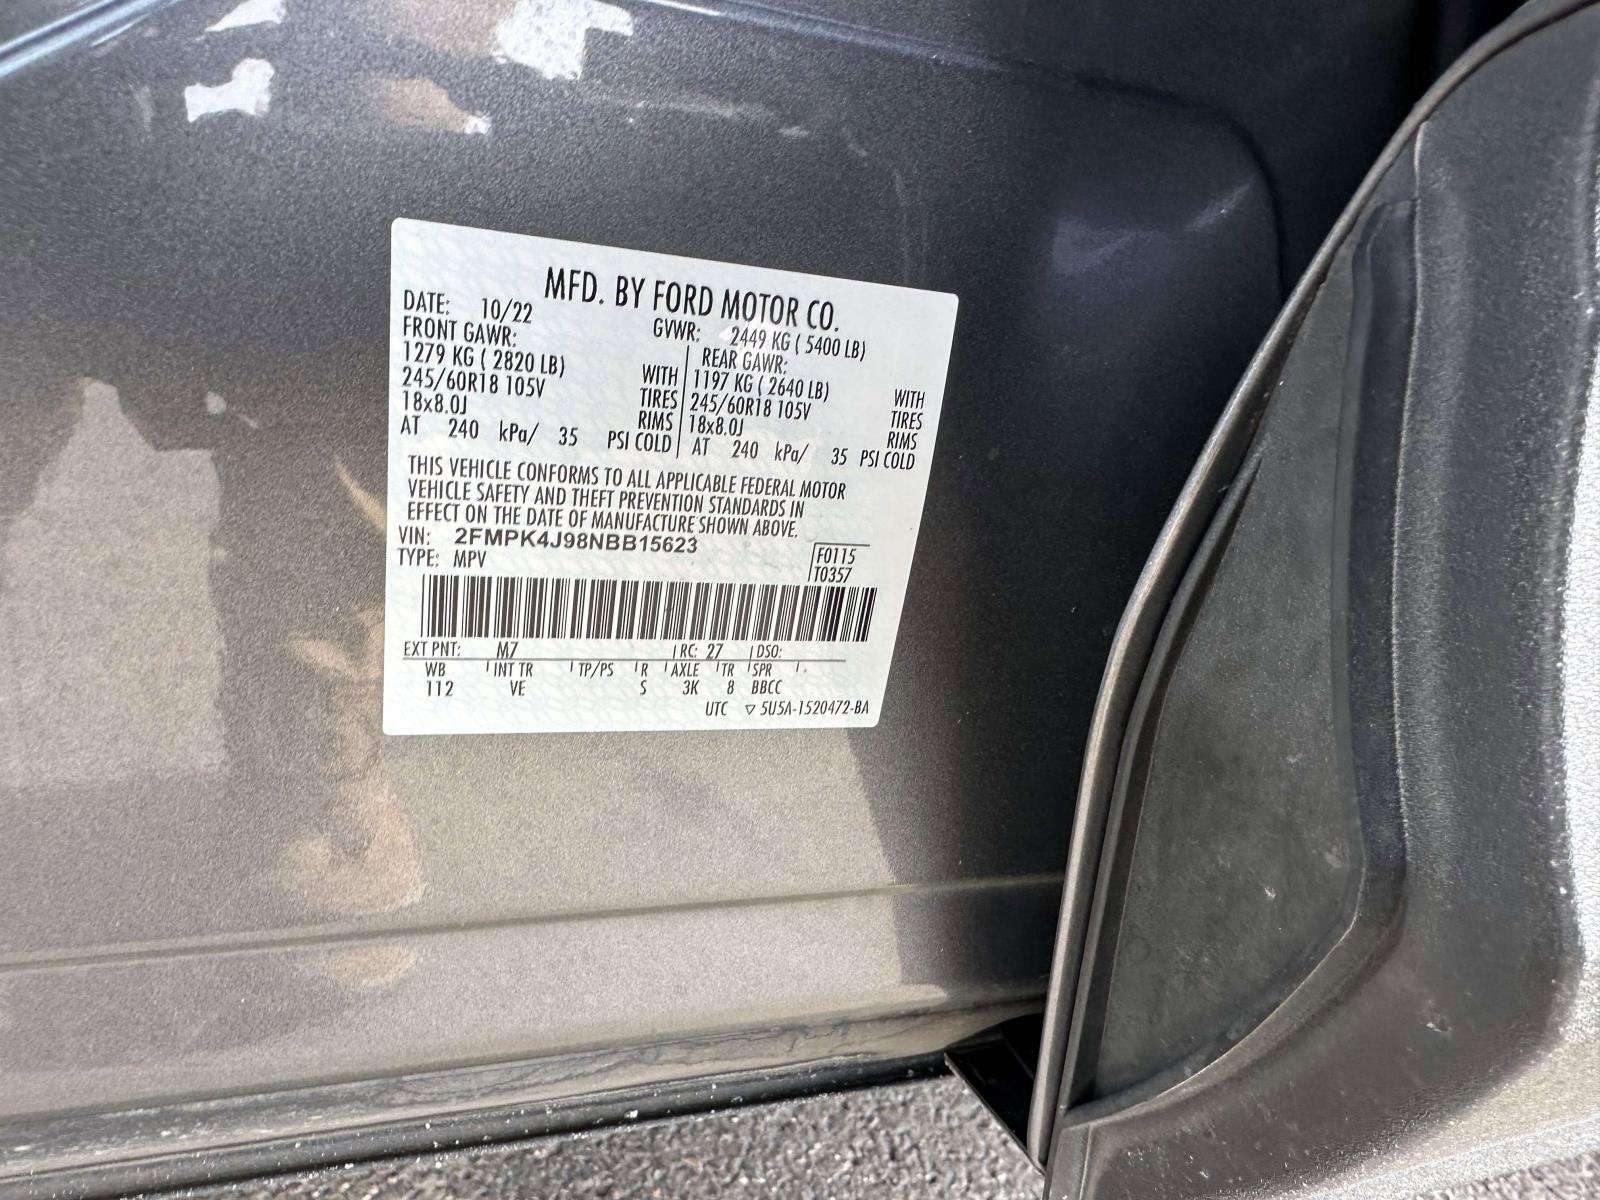 MFD. BY FORD MOTOR CO.
DATE: 10/22 GVWR: 2449 KG ( 5400 LB)
FRONT GAWR: REAR GAWR:
1279 KG ( 2820 LB) WITH 1197 KG ( 2640 LB) WITH
245/60R18 105V TIRES 245/60R18 105V TIRES
18x8.0J RIMS 18x8.0J RIMS
AT 240 kPa/ 35 PSI COLD AT 240 kPa/ 35 PSI COLD
THIS VEHICLE CONFORMS TO ALL APPLICABLE FEDERAL MOTOR
VEHICLE SAFETY AND THEFT PREVENTION STANDARDS IN
EFFECT ON THE DATE OF MANUFACTURE SHOWN ABOVE.
VIN: 2FMPK4J98NBB15623
TYPE: MPV
F0115
T0357
EXT PNT: M7 RC: 27 DSO:
WB INT TR TP/PS R AXLE TR SPR
112 VE S 3K 8 BBCC
UTC ▽ 5U5A-1520472-BA